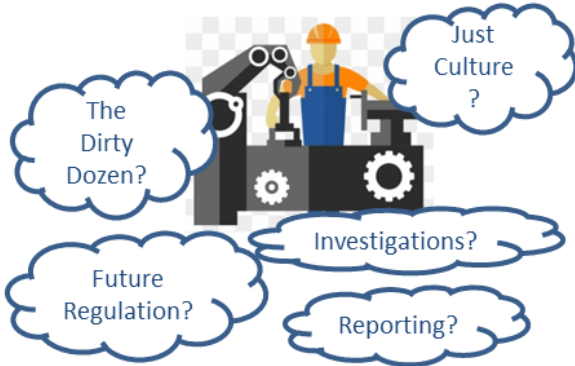 Just
Culture
?
The
Dirty
Dozen?
Investigations?
Future
Regulation?
Reporting?